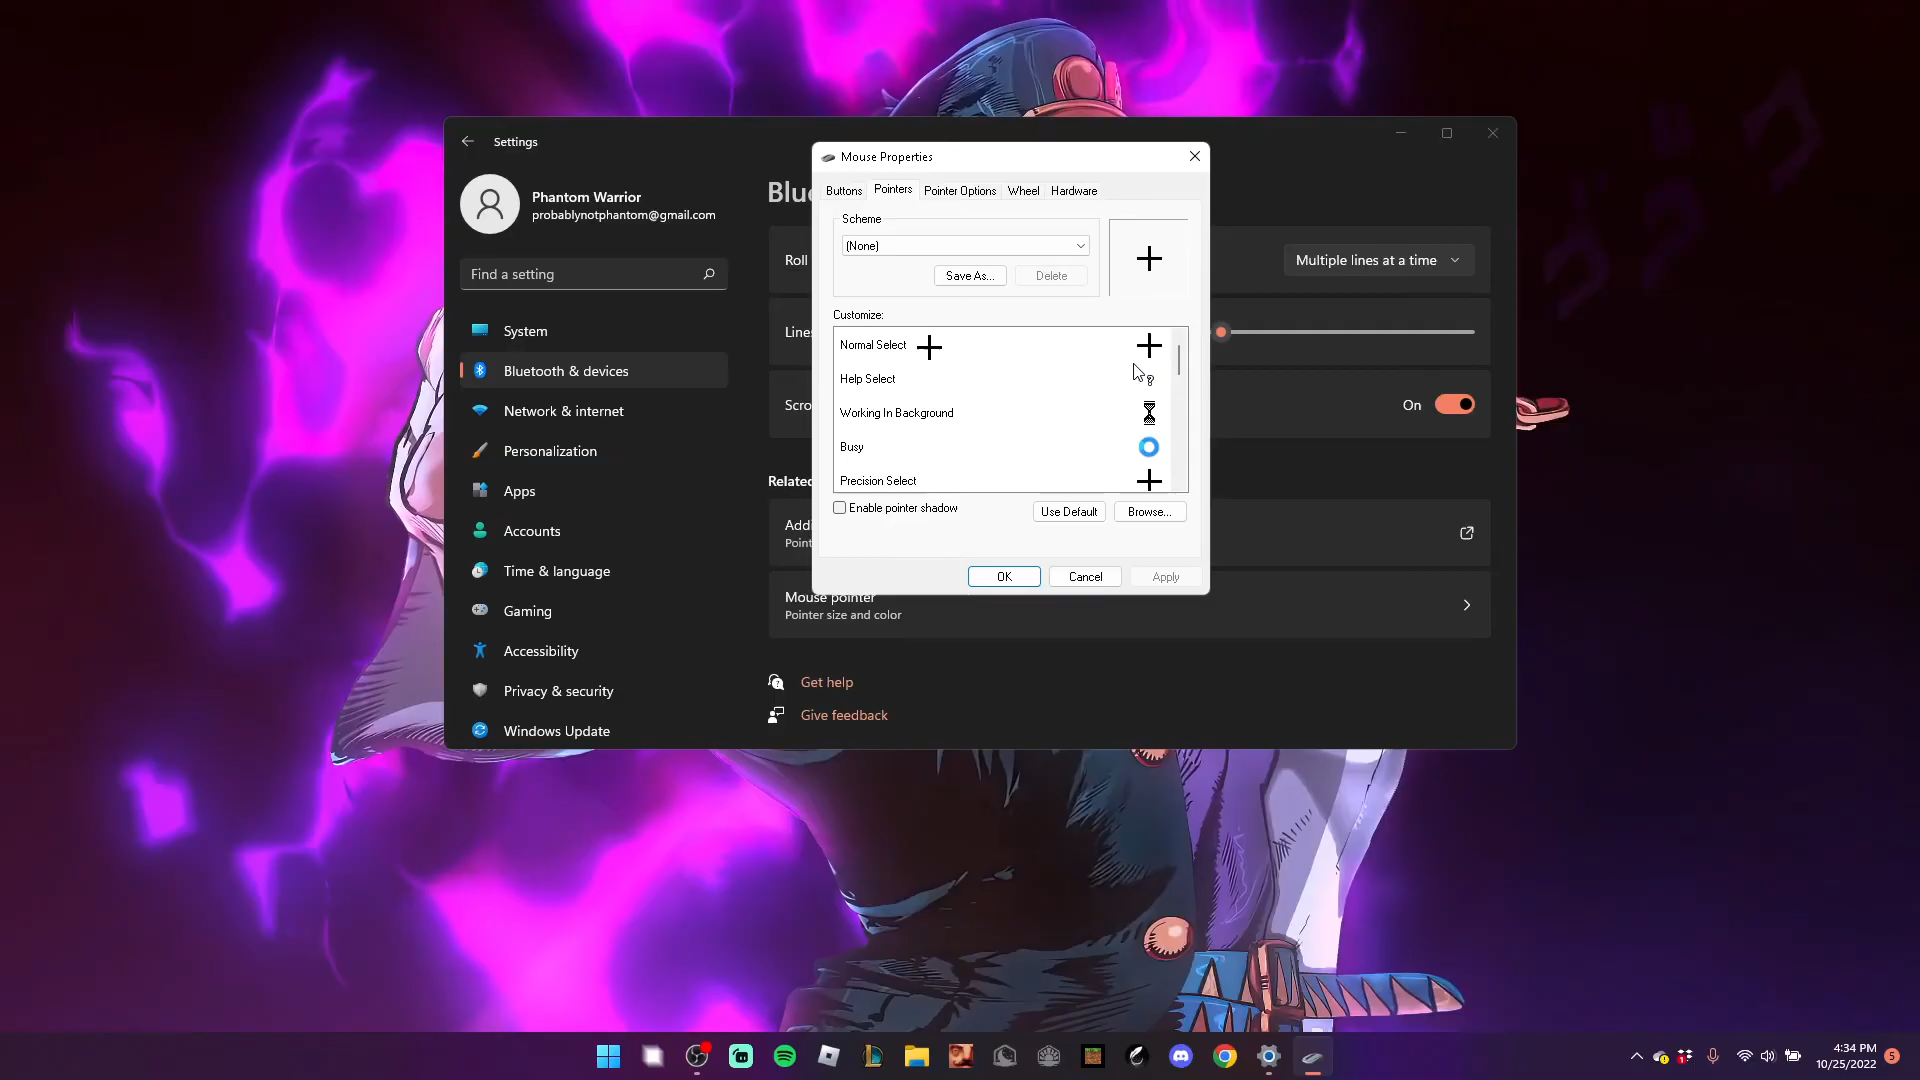 Settings
Phantom Warrior
probablynotphantom@gmail.com
Find a setting
System
Bluetooth & devices
Network & internet
Personalization
Apps
Accounts
Time & language
Gaming
Accessibility
Privacy & security
Windows Update
Blu
Roll
Multiple lines at a time
Lines
Scro
On
Related
Addi
Point
Mouse pointer
Pointer size and color
Get help
Give feedback
Mouse Properties
Buttons
Pointers
Pointer Options
Wheel
Hardware
Scheme
(None)
Save As...
Delete
Customize:
Normal Select
Help Select
Working In Background
Busy
Precision Select
Enable pointer shadow
Use Default
Browse...
OK
Cancel
Apply
4:34 PM
10/25/2022
5